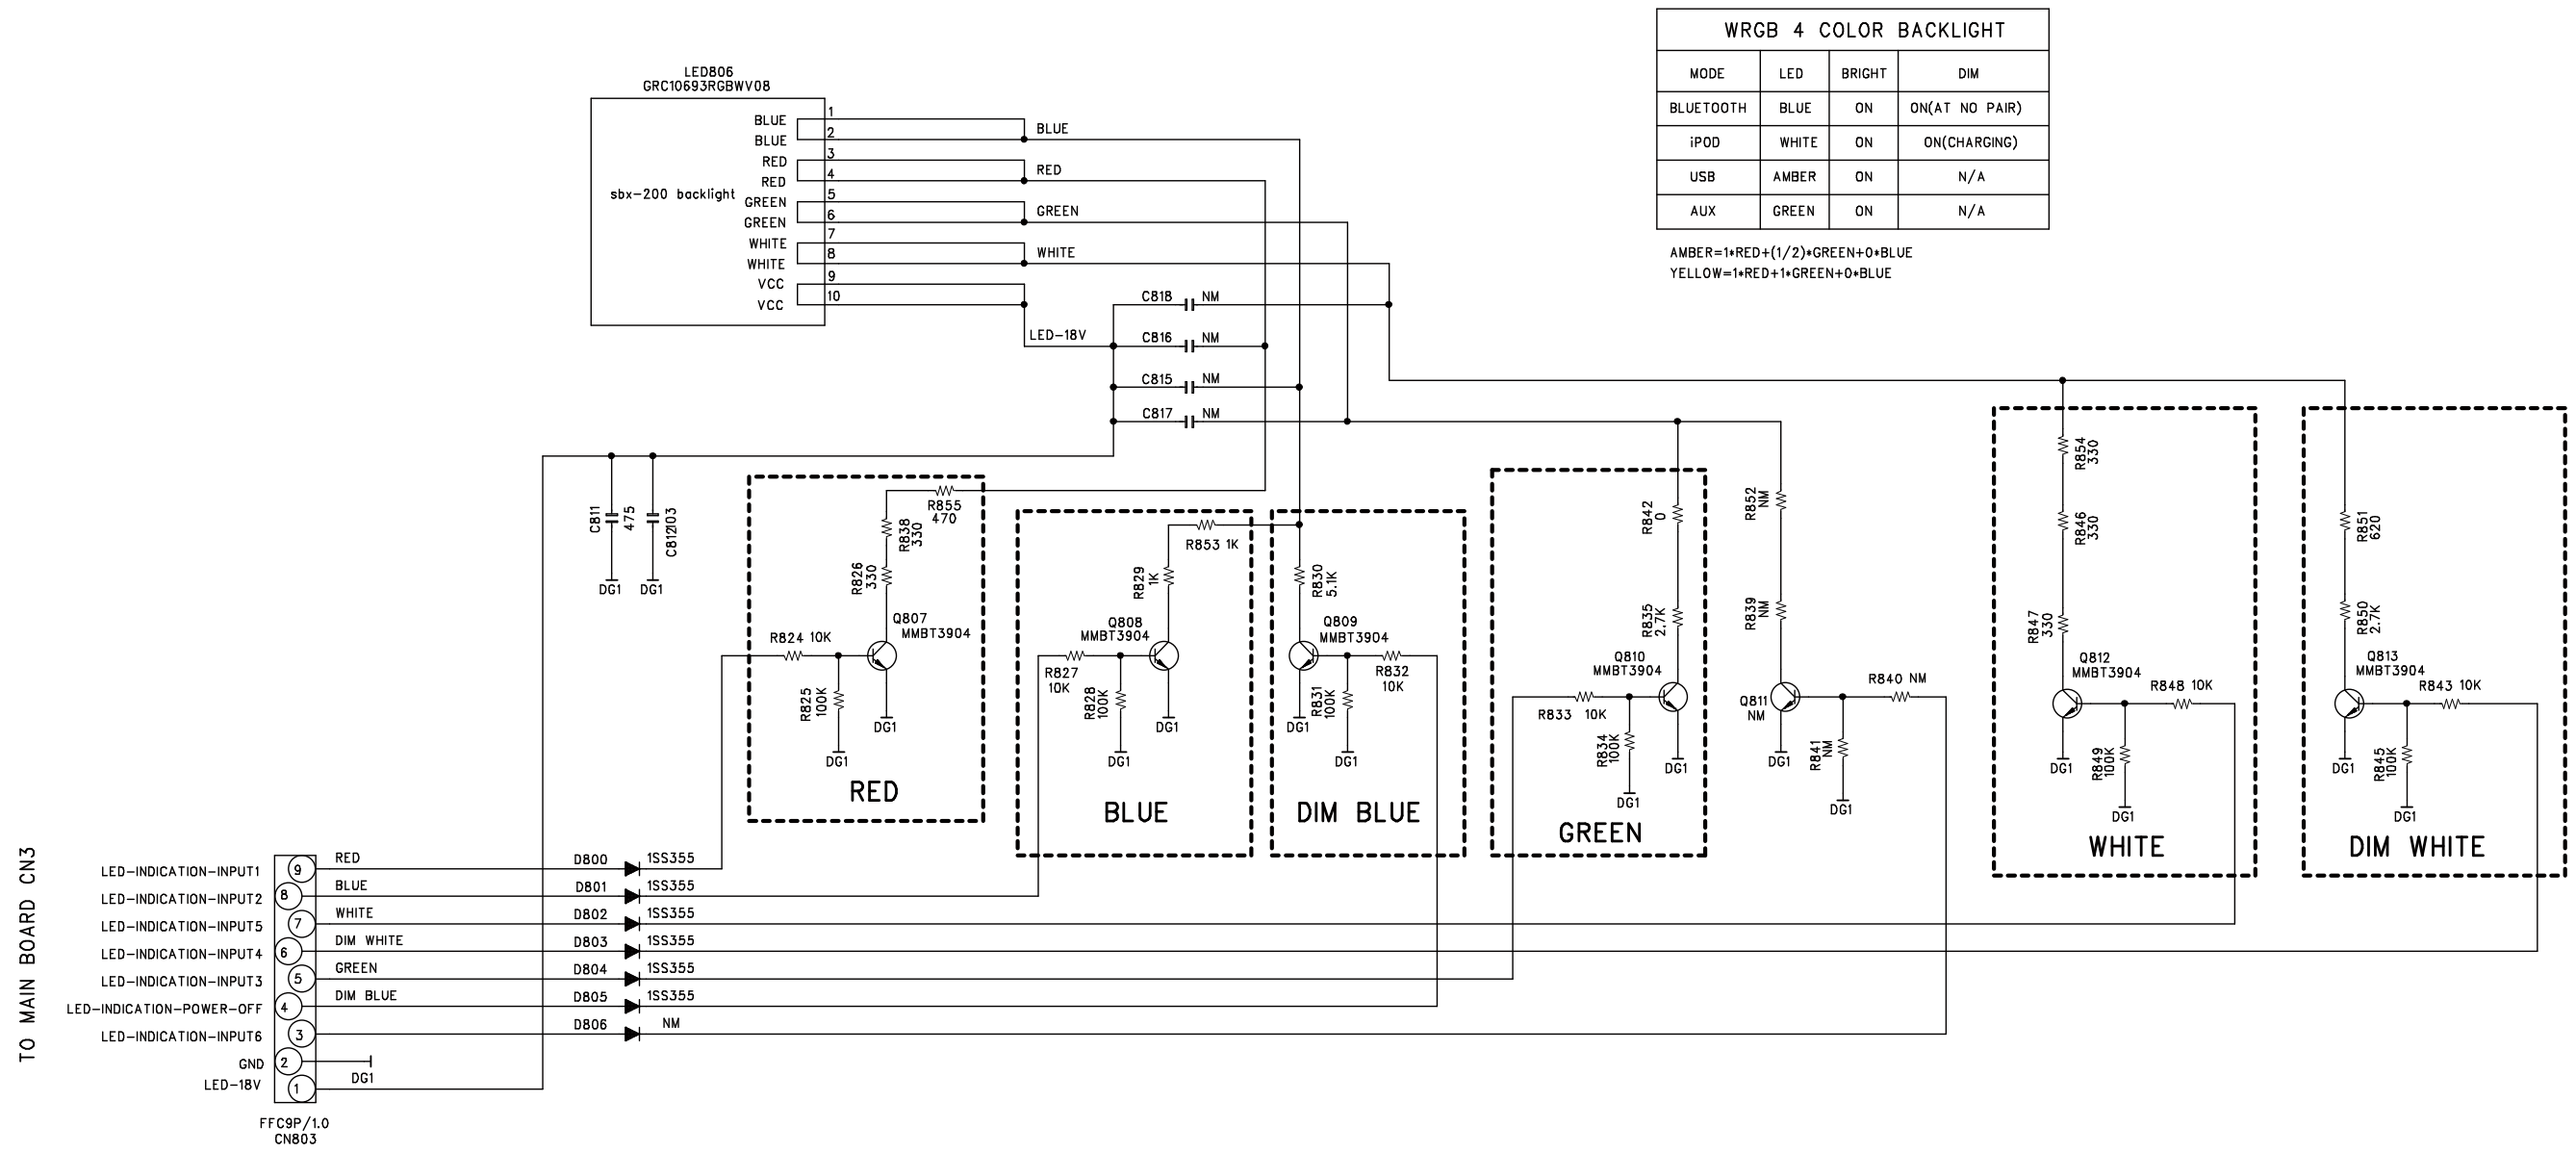 WRGB 4 COLOR BACKLIGHT
MODE LED BRIGHT DIM
BLUETOOTH BLUE ON ON(AT NO PAIR)
iPOD WHITE ON ON(CHARGING)
USB AMBER ON N/A
AUX GREEN ON N/A
AMBER=1*RED+(1/2)*GREEN+0*BLUE
YELLOW=1*RED+1*GREEN+0*BLUE
LED806
GRC10693RGBWV08
sbx-200 backlight
BLUE 1
BLUE 2
RED 3
RED 4
GREEN 5
GREEN 6
WHITE 7
WHITE 8
VCC 9
VCC 10
BLUE
RED
GREEN
WHITE
LED-18V
C818 NM
C816 NM
C815 NM
C817 NM
C811
475
C812
103
DG1
DG1
R855
470
R838
330
R826
330
Q807
MMBT3904
R824 10K
R825
100K
DG1
DG1
RED
R853 1K
R829
1K
Q808
MMBT3904
R827
10K
R828
100K
DG1
DG1
BLUE
R830
5.1K
Q809
MMBT3904
R832
10K
R831
100K
DG1
DG1
DIM BLUE
R842
0
R835
2.7K
Q810
MMBT3904
R833 10K
R834
100K
DG1
DG1
GREEN
R852
NM
R839
NM
Q811
NM
R840 NM
R841
NM
DG1
DG1
R854
330
R846
330
R847
330
Q812
MMBT3904
R848 10K
R849
100K
DG1
DG1
WHITE
R851
620
R850
2.7K
Q813
MMBT3904
R843 10K
R845
100K
DG1
DG1
DIM WHITE
TO MAIN BOARD CN3
LED-INDICATION-INPUT1 9 RED D800 1SS355
LED-INDICATION-INPUT2 8 BLUE D801 1SS355
LED-INDICATION-INPUT5 7 WHITE D802 1SS355
LED-INDICATION-INPUT4 6 DIM WHITE D803 1SS355
LED-INDICATION-INPUT3 5 GREEN D804 1SS355
LED-INDICATION-POWER-OFF 4 DIM BLUE D805 1SS355
LED-INDICATION-INPUT6 3 D806 NM
GND 2 DG1
LED-18V 1
FFC9P/1.0
CN803